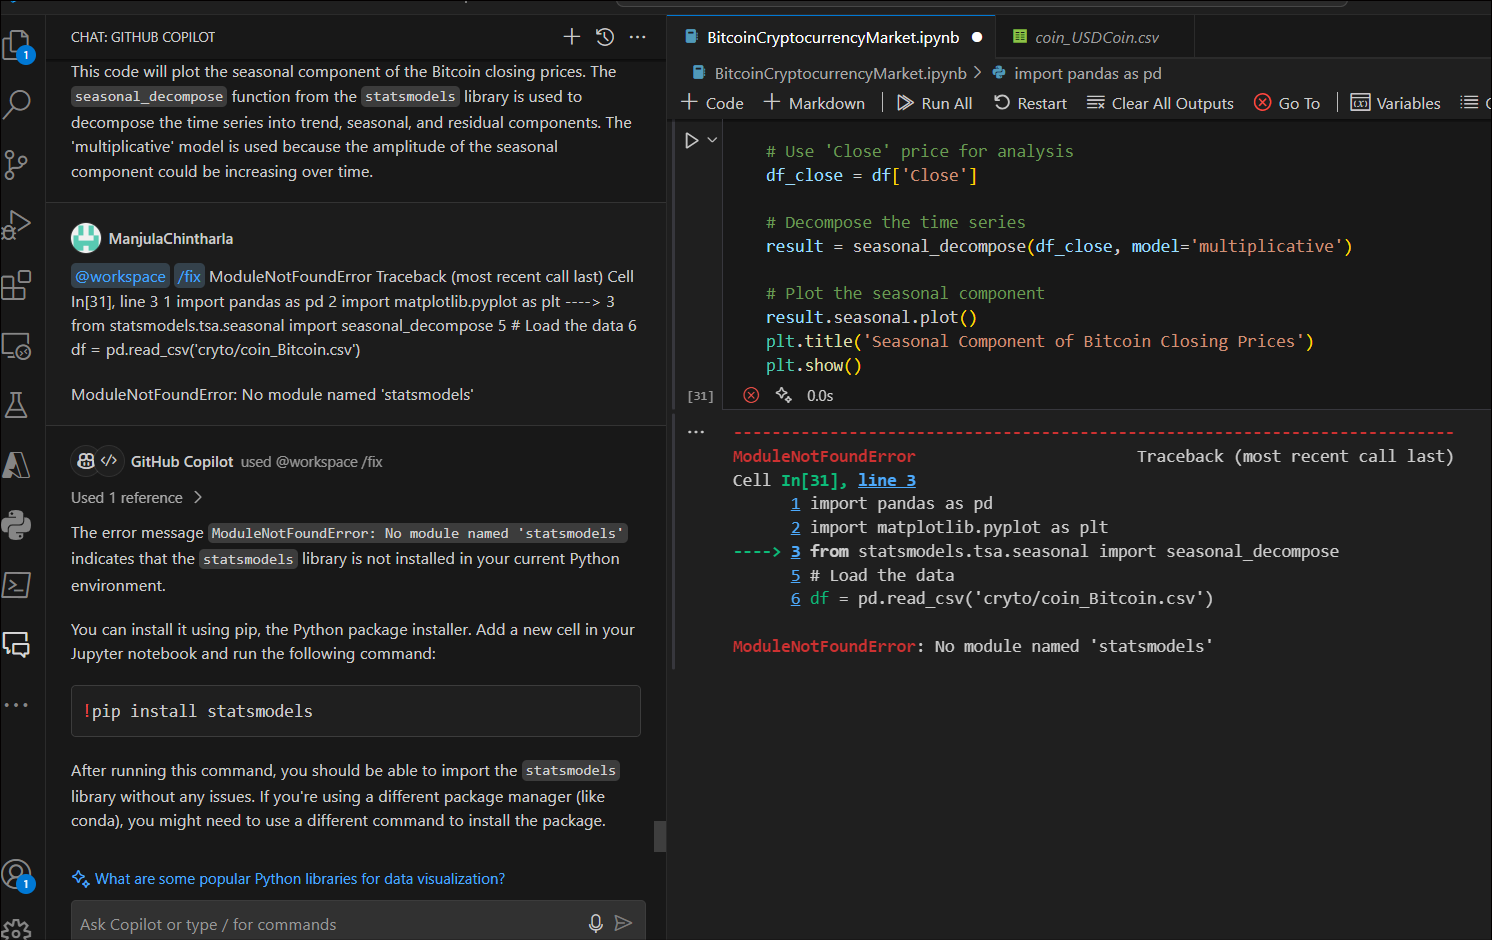 CHAT: GITHUB COPILOT
This code will plot the seasonal component of the Bitcoin closing prices. The
seasonal_decompose function from the statsmodels library is used to
decompose the time series into trend, seasonal, and residual components. The
'multiplicative' model is used because the amplitude of the seasonal
component could be increasing over time.
ManjulaChintharla
@workspace /fix ModuleNotFoundError Traceback (most recent call last) Cell
In[31], line 3 1 import pandas as pd 2 import matplotlib.pyplot as plt ----> 3
from statsmodels.tsa.seasonal import seasonal_decompose 5 # Load the data 6
df = pd.read_csv('cryto/coin_Bitcoin.csv')
ModuleNotFoundError: No module named 'statsmodels'
GitHub Copilot used @workspace /fix
Used 1 reference
The error message ModuleNotFoundError: No module named 'statsmodels'
indicates that the statsmodels library is not installed in your current Python
environment.
You can install it using pip, the Python package installer. Add a new cell in your
Jupyter notebook and run the following command:
!pip install statsmodels
After running this command, you should be able to import the statsmodels
library without any issues. If you're using a different package manager (like
conda), you might need to use a different command to install the package.
What are some popular Python libraries for data visualization?
Ask Copilot or type / for commands
1
1
BitcoinCryptocurrencyMarket.ipynb
coin_USDCoin.csv
BitcoinCryptocurrencyMarket.ipynb > import pandas as pd
+ Code + Markdown Run All Restart Clear All Outputs Go To Variables
# Use 'Close' price for analysis
df_close = df['Close']
# Decompose the time series
result = seasonal_decompose(df_close, model='multiplicative')
# Plot the seasonal component
result.seasonal.plot()
plt.title('Seasonal Component of Bitcoin Closing Prices')
plt.show()
[31] 0.0s
---------------------------------------------------------------------------
ModuleNotFoundError Traceback (most recent call last)
Cell In[31], line 3
1 import pandas as pd
2 import matplotlib.pyplot as plt
----> 3 from statsmodels.tsa.seasonal import seasonal_decompose
5 # Load the data
6 df = pd.read_csv('cryto/coin_Bitcoin.csv')
ModuleNotFoundError: No module named 'statsmodels'